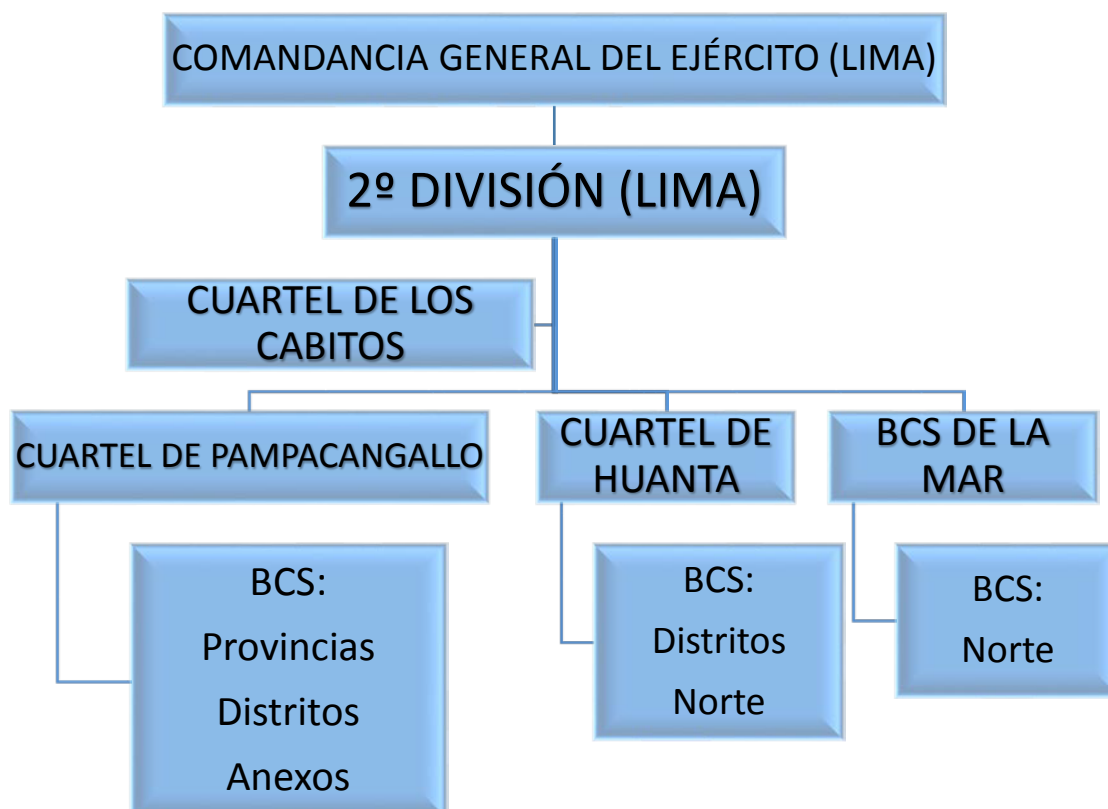 COMANDANCIA GENERAL DEL EJÉRCITO (LIMA)
2º DIVISIÓN (LIMA)
CUARTEL DE LOS
CABITOS
CUARTEL DE PAMPACANGALLO
CUARTEL DE
HUANTA
BCS DE LA
MAR
BCS:
Provincias
Distritos
Anexos
BCS:
Distritos
Norte
BCS:
Norte